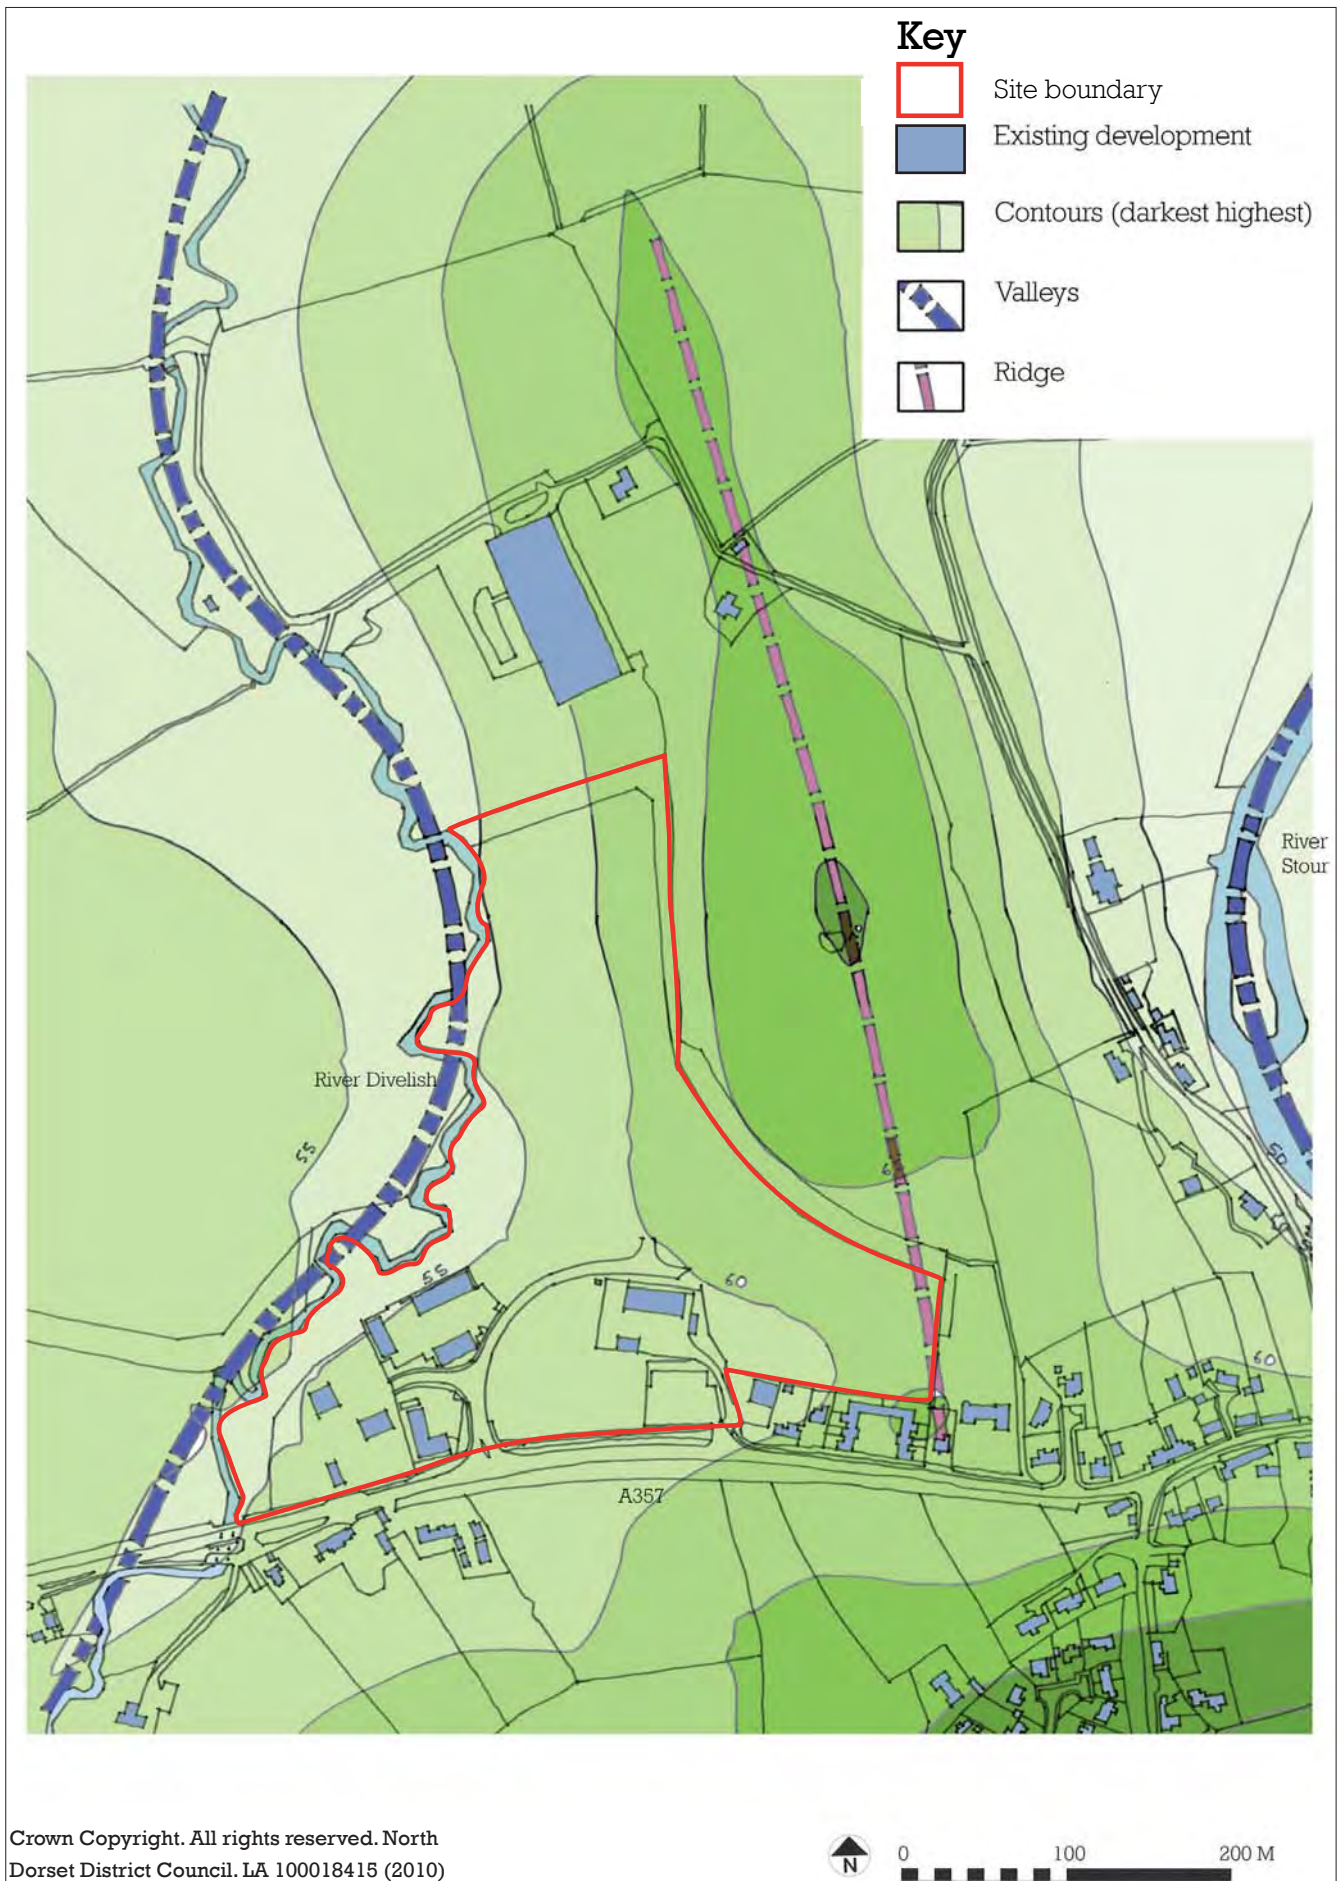 Key
Site boundary
Existing development
Contours (darkest highest)
Valleys
Ridge
River
Stour
River Divelish
55
50
55
60
60
A357
Crown Copyright. All rights reserved. North
Dorset District Council. LA 100018415 (2010)
N
0 100 200 M